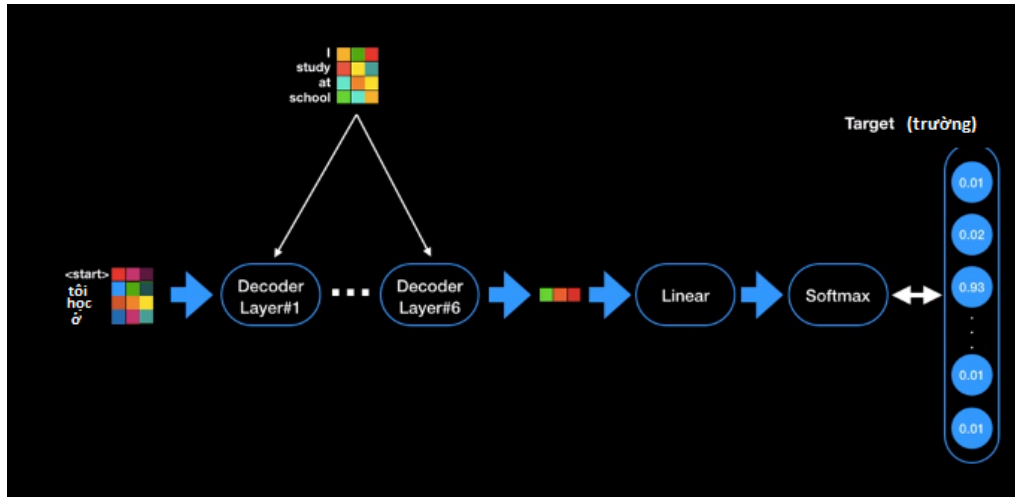 I
study
at
school
Target (trường)
0.01
0.02
0.93
0.01
0.01
<start>
tôi
học
ở
Decoder
Layer#1
Decoder
Layer#6
Linear
Softmax